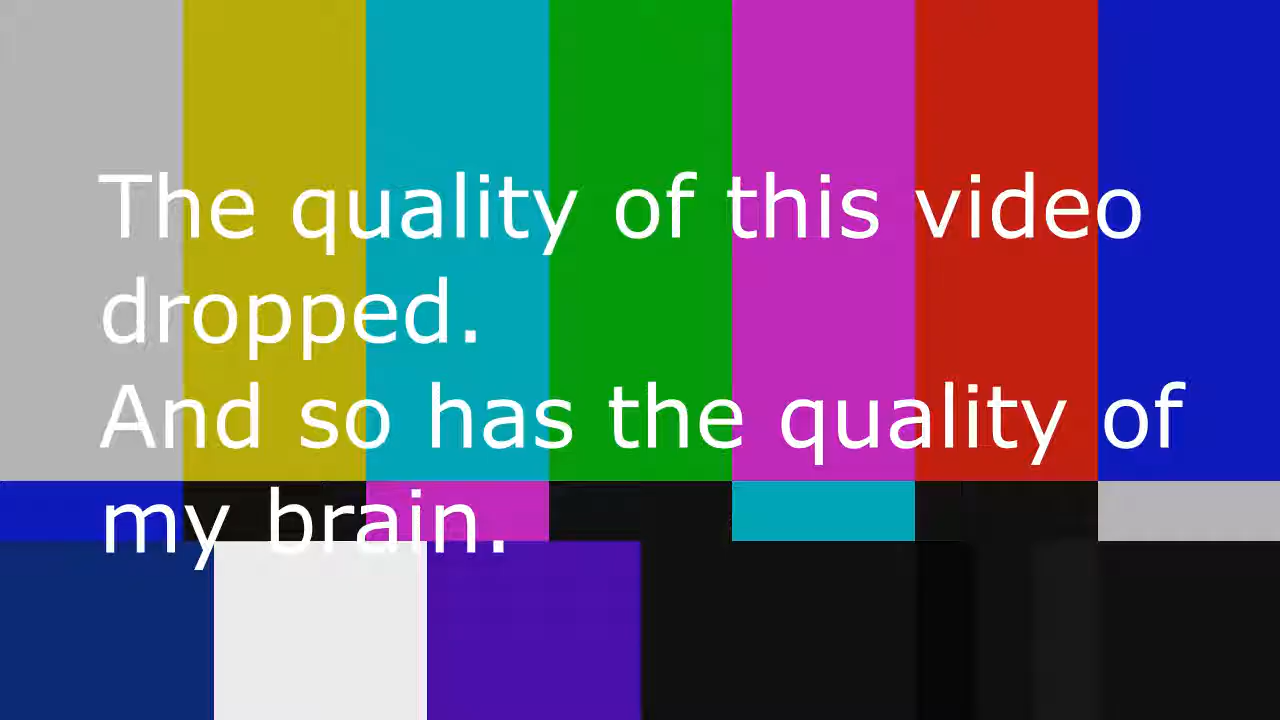 The quality of this video
dropped.
And so has the quality of
my brain.